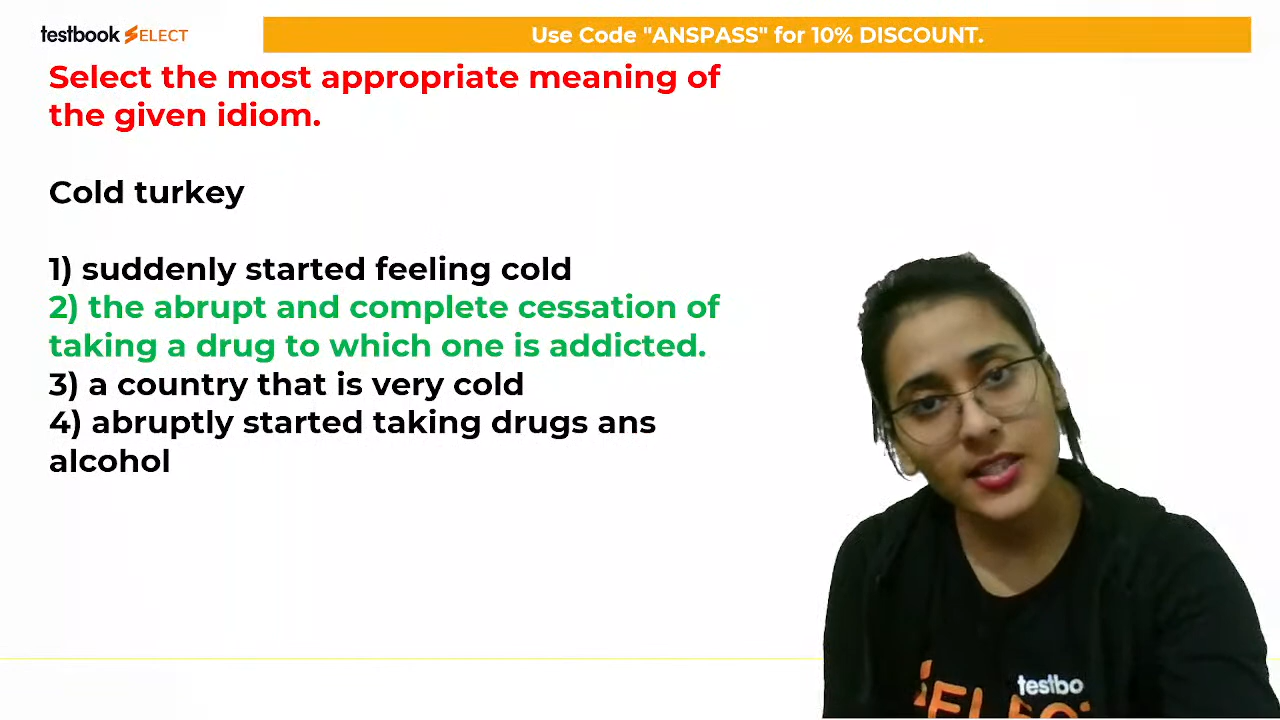 testbook SELECT
Use Code "ANSPASS" for 10% DISCOUNT.
Select the most appropriate meaning of
the given idiom.
Cold turkey
1) suddenly started feeling cold
2) the abrupt and complete cessation of
taking a drug to which one is addicted.
3) a country that is very cold
4) abruptly started taking drugs ans
alcohol
testbo
SELEC